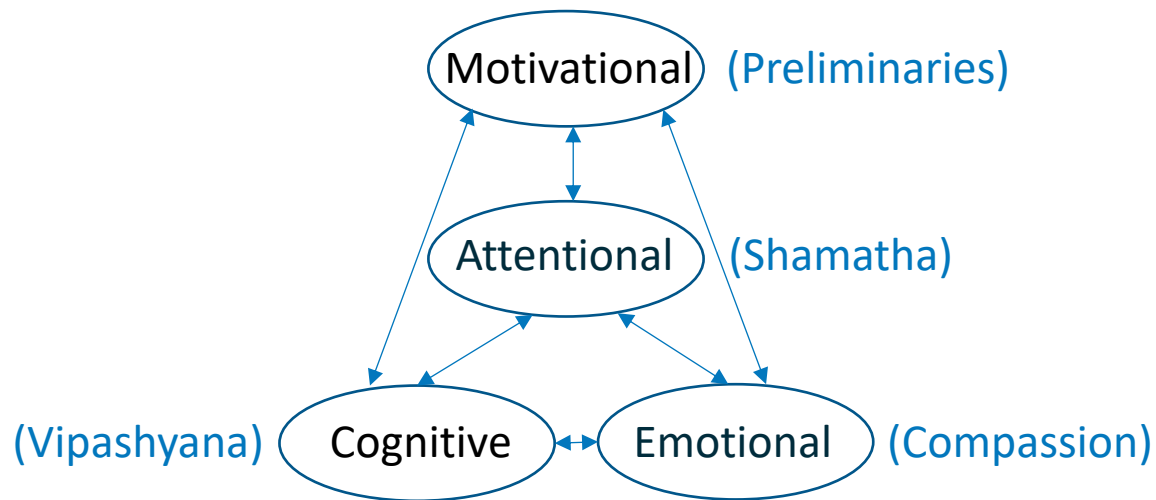 Motivational (Preliminaries)
Attentional (Shamatha)
(Vipashyana) Cognitive Emotional (Compassion)